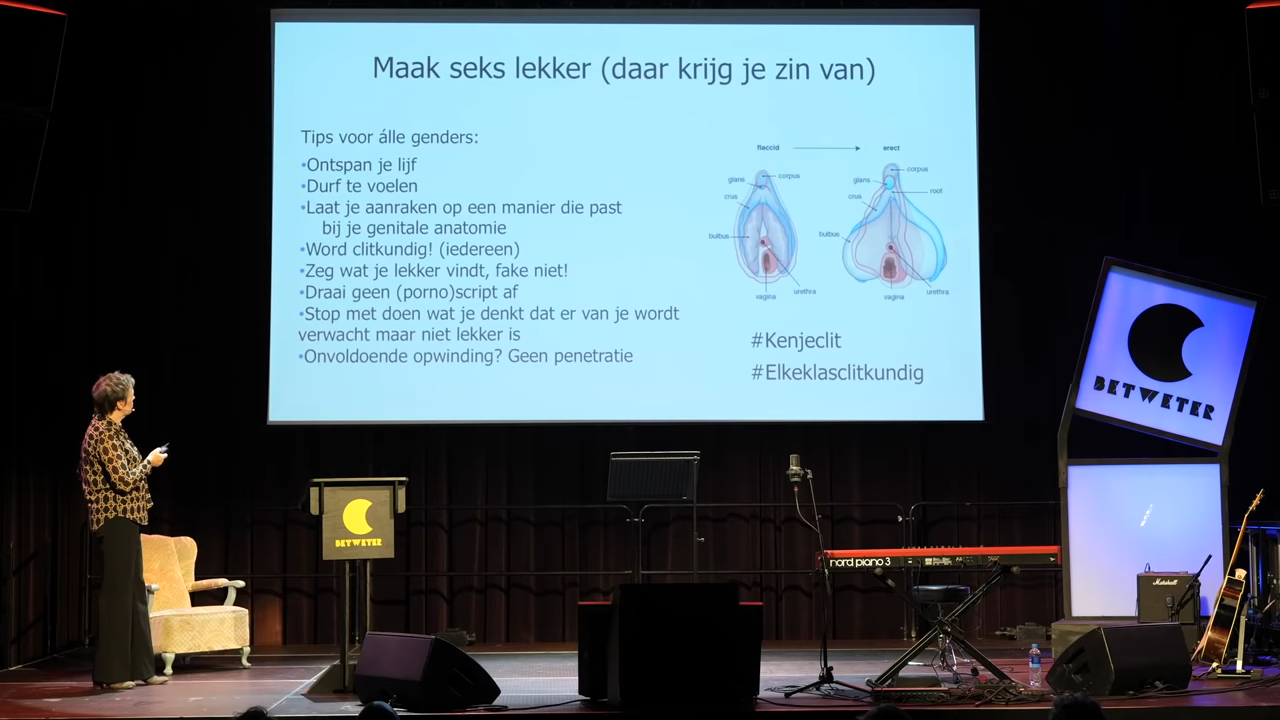 Maak seks lekker (daar krijg je zin van)
Tips voor álle genders:
•Ontspan je lijf
•Durf te voelen
•Laat je aanraken op een manier die past
bij je genitale anatomie
•Word clitkundig! (iedereen)
•Zeg wat je lekker vindt, fake niet!
•Draai geen (porno)script af
•Stop met doen wat je denkt dat er van je wordt
verwacht maar niet lekker is
•Onvoldoende opwinding? Geen penetratie
flaccid
erect
glans
corpus
crus
bulbus
vagina
urethra
glans
corpus
root
crus
bulbus
vagina
urethra
#Kenjeclit
#Elkeklasclitkundig
BETWETER
BETWETER
nord piano 3
Marshall